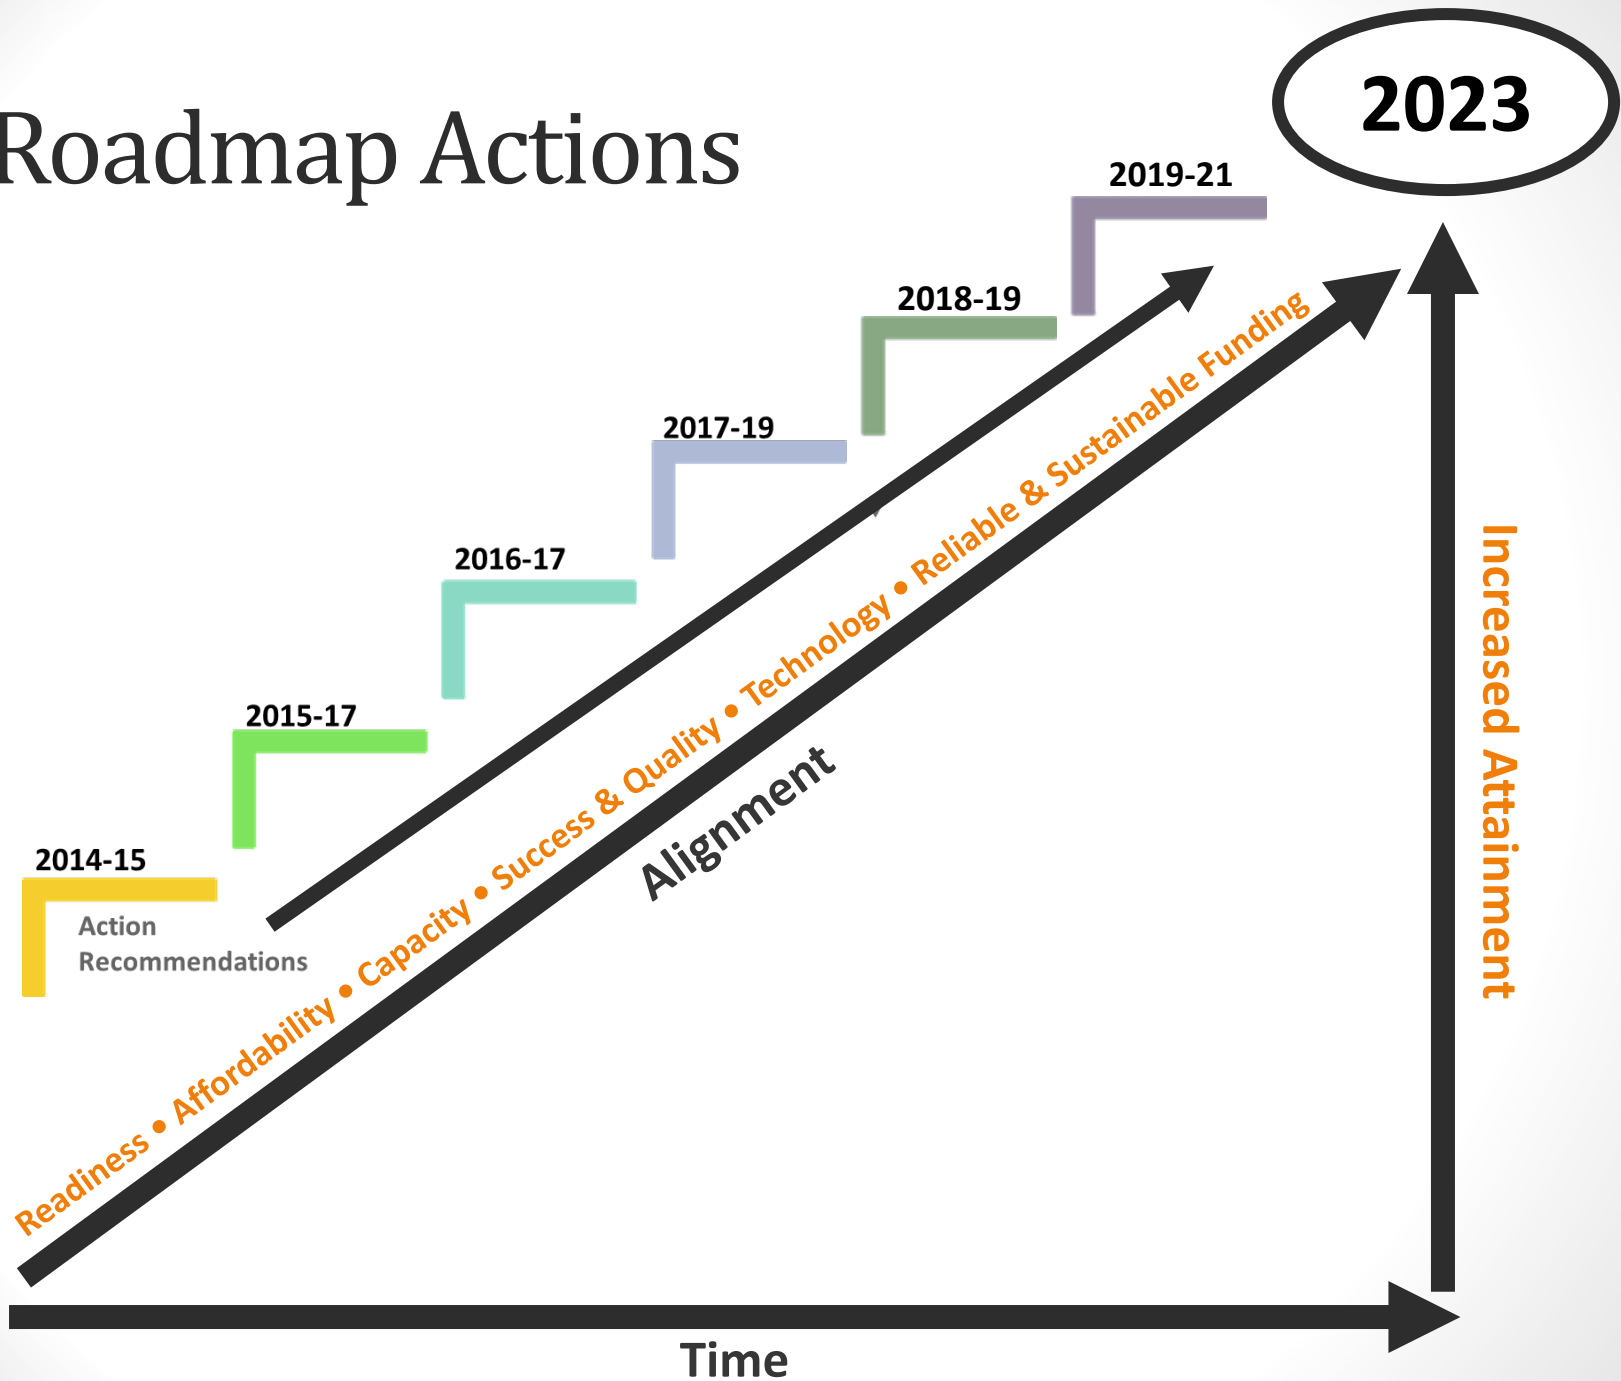 Roadmap Actions
2023
2019-21
2018-19
2017-19
2016-17
2015-17
2014-15
Action
Recommendations
Readiness • Affordability • Capacity • Success & Quality • Technology • Reliable & Sustainable Funding
Alignment
Increased Attainment
Time